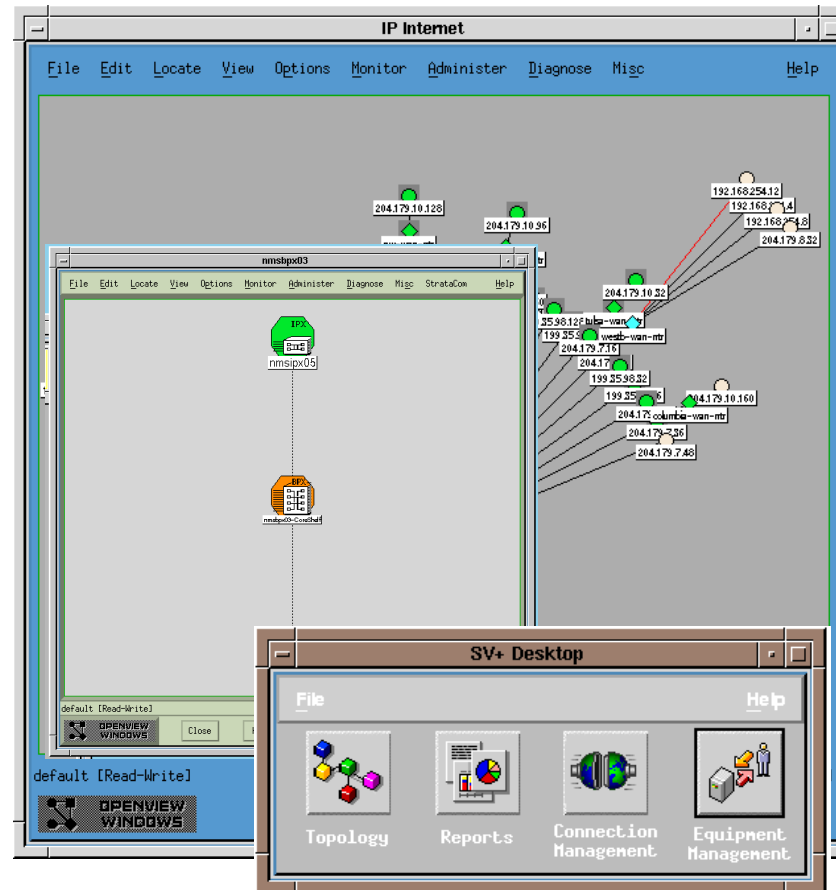 IP Internet
File Edit Locate View Options Monitor Administer Diagnose Misc Help
192.168.254.12
192.168.254.8
204.179.8.32
204.179.10.128
204.179.10.96
204.179.10.32
westb-wan-rtr
204.179.7.16
199.35.98.32
204.179.10.160
columbia-wan-rtr
204.179.7.48
nmsbpx03
File Edit Locate View Options Monitor Administer Diagnose Misc StrataCom Help
IPX
nmsipx05
BPX
nmsbpx03-CoreShelf
default [Read-Write]
OPENVIEW
WINDOWS
Close
default [Read-Write]
OPENVIEW
WINDOWS
SV+ Desktop
File Help
Topology
Reports
Connection
Management
Equipment
Management